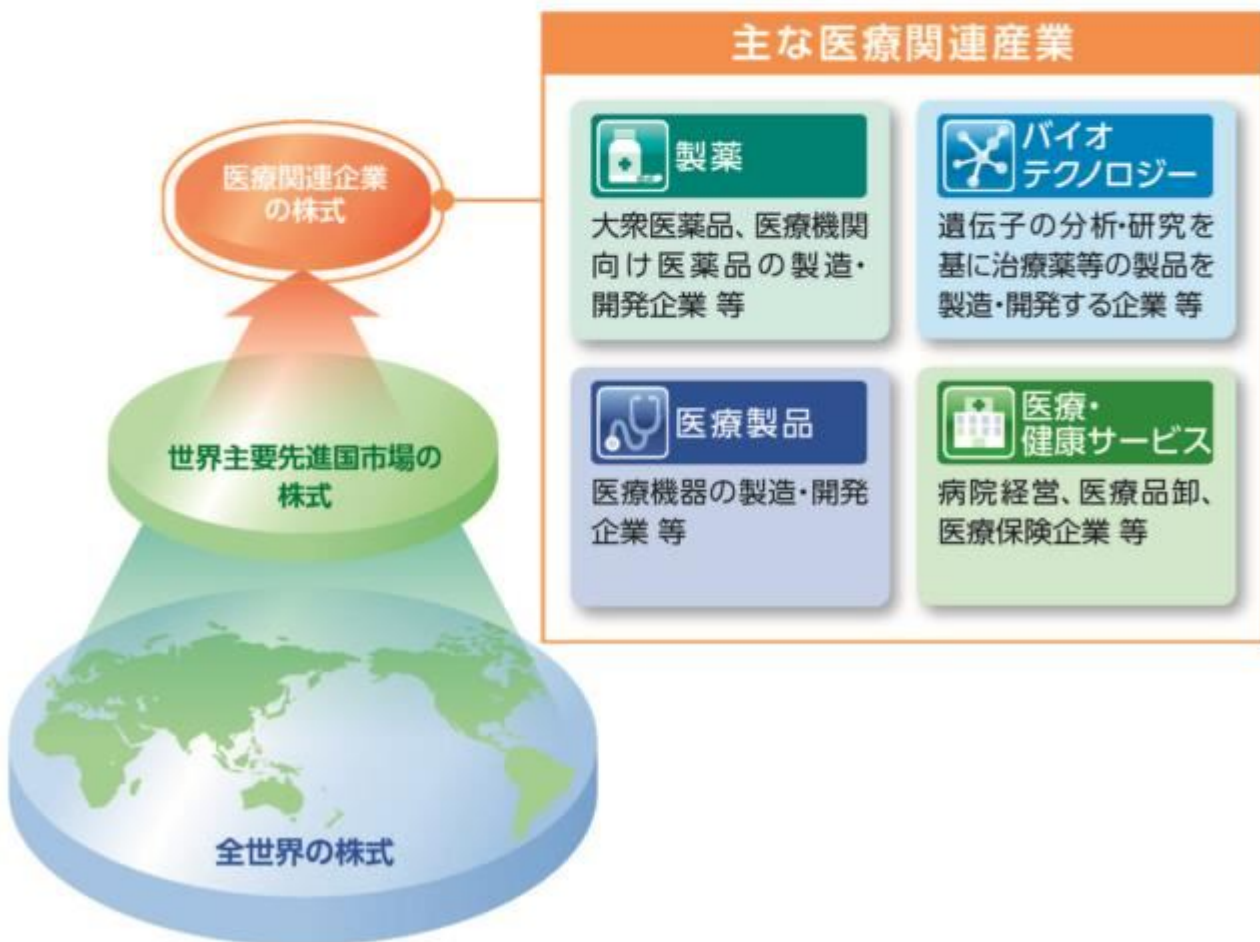 主な医療関連産業
医療関連企業
の株式
世界主要先進国市場の
株式
全世界の株式
製薬
大衆医薬品、医療機関
向け医薬品の製造・
開発企業 等
バイオ
テクノロジー
遺伝子の分析・研究を
基に治療薬等の製品を
製造・開発する企業 等
医療製品
医療機器の製造・開発
企業 等
医療・
健康サービス
病院経営、医療品卸、
医療保険企業 等